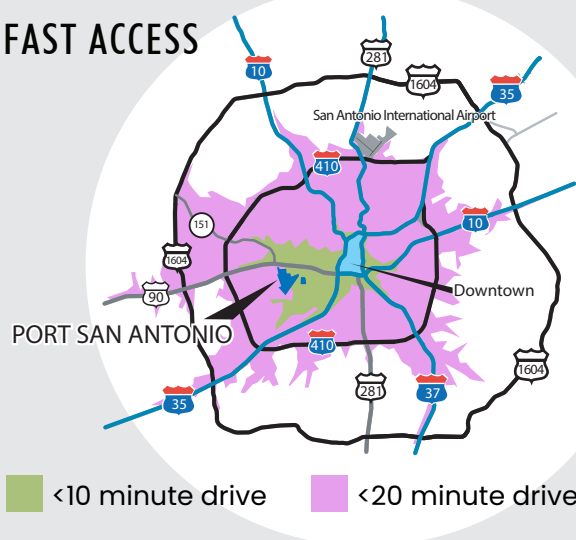 FAST ACCESS
281
10
1604
35
San Antonio International Airport
410
10
151
1604
90
Downtown
PORT SAN ANTONIO
410
1604
281
37
35
<10 minute drive
<20 minute drive